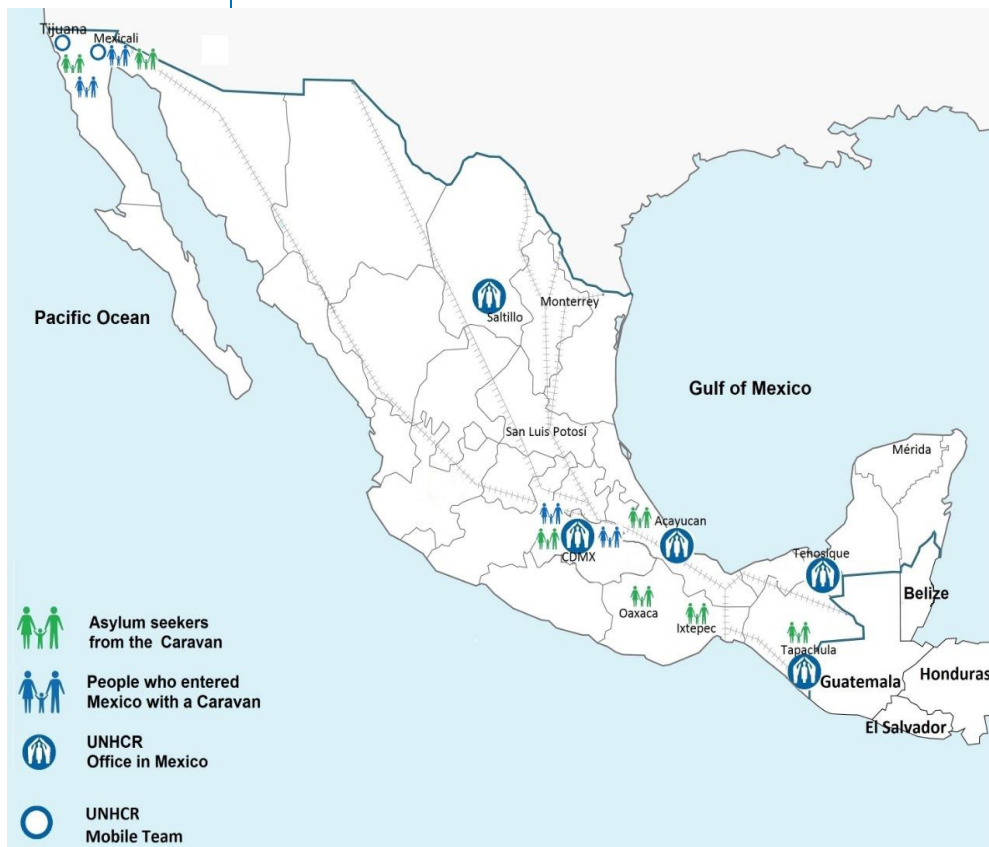 Tijuana
Mexicali
Pacific Ocean
Saltillo
Monterrey
Gulf of Mexico
San Luis Potosí
Mérida
CDMX
Acayucan
Tenosique
Belize
Oaxaca
Ixtepec
Tapachula
Guatemala
Honduras
El Salvador
Asylum seekers
from the Caravan
People who entered
Mexico with a Caravan
UNHCR
Office in Mexico
UNHCR
Mobile Team